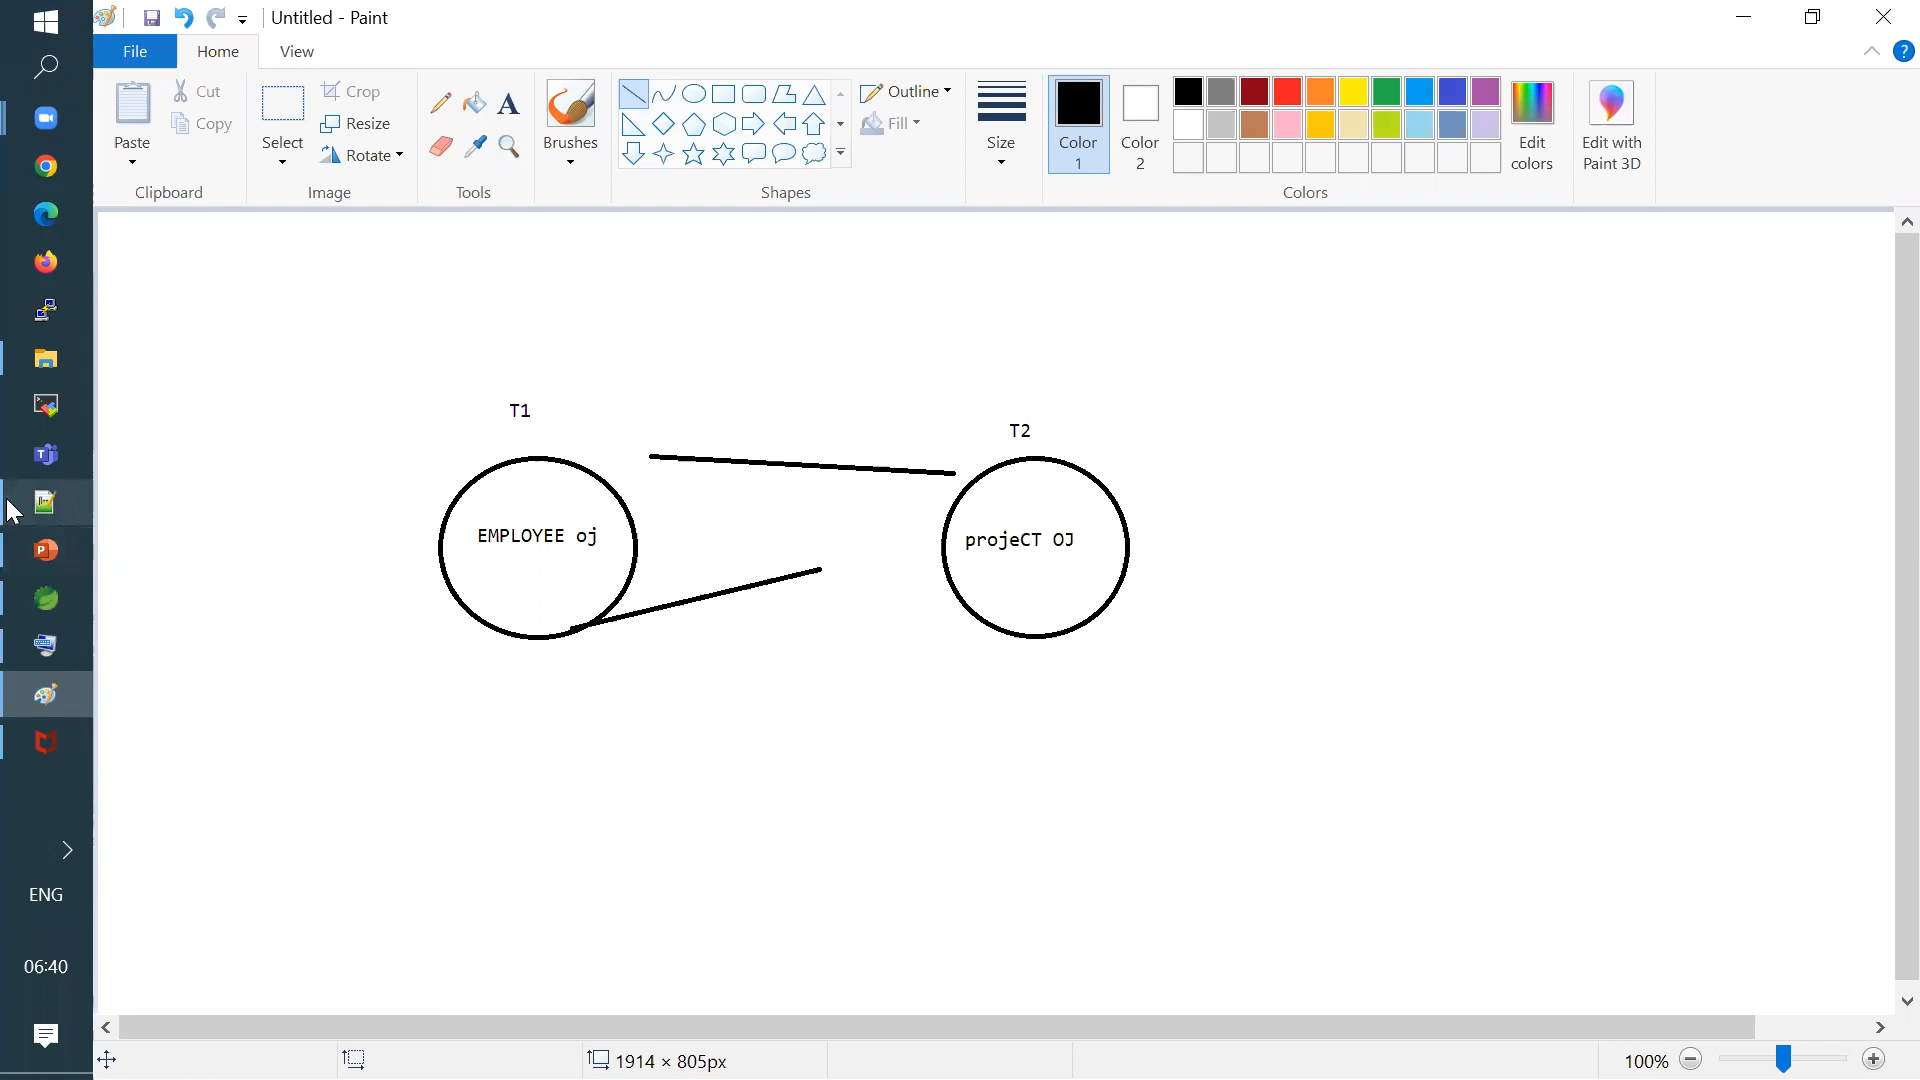 Untitled - Paint
File
Home
View
Paste
Cut
Copy
Clipboard
Select
Crop
Resize
Rotate
Image
A
Tools
Brushes
Shapes
Outline
Fill
Size
Color 1
Color 2
Edit colors
Colors
Edit with Paint 3D
?
T1
T2
EMPLOYEE oj
projeCT OJ
ENG
06:40
1914 × 805px
100%